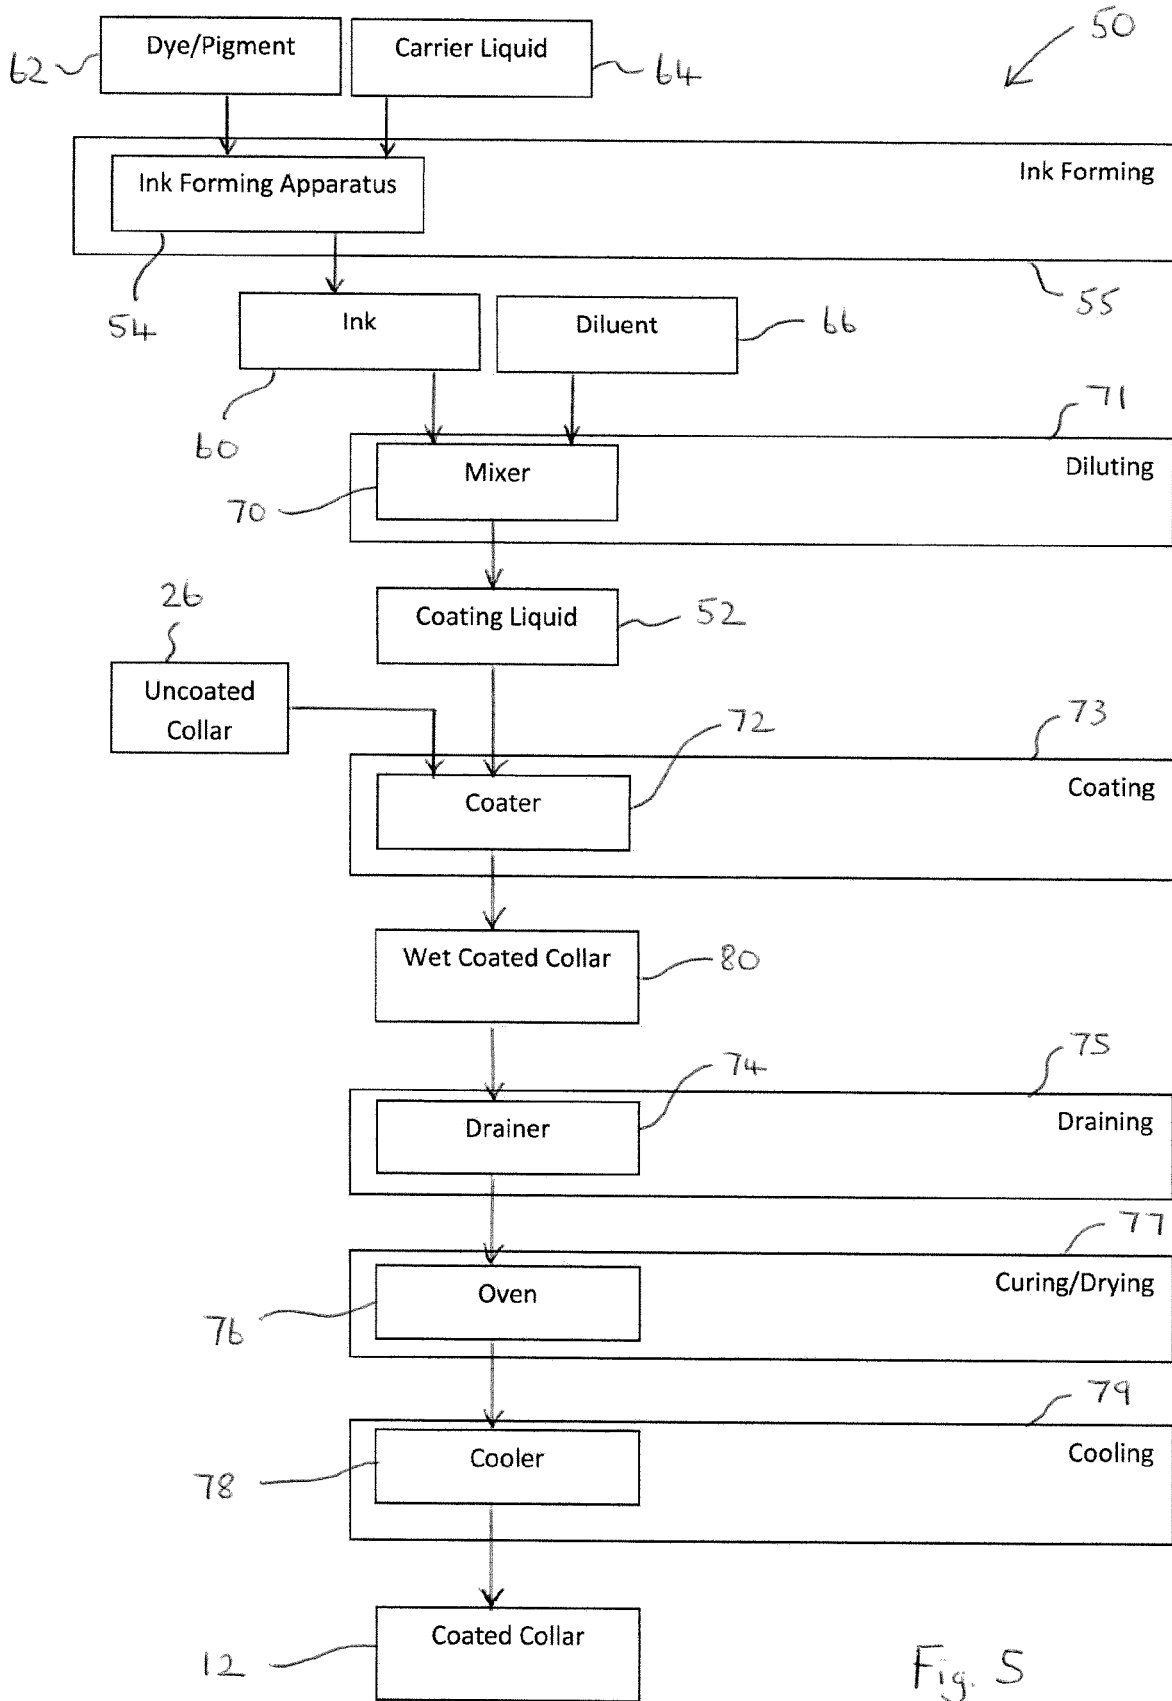 50
Dye/Pigment
Carrier Liquid
62
64
Ink Forming Apparatus
Ink Forming
54
55
Ink
Diluent
66
60
71
Mixer
Diluting
70
26
Coating Liquid
52
Uncoated
Collar
72
73
Coater
Coating
Wet Coated Collar
80
74
75
Drainer
Draining
77
Oven
Curing/Drying
76
79
Cooler
Cooling
78
Coated Collar
12
Fig. 5